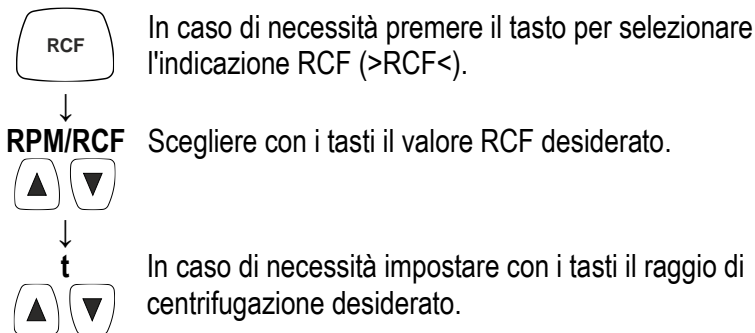 RCF
In caso di necessità premere il tasto per selezionare
l'indicazione RCF (>RCF<).
↓
RPM/RCF Scegliere con i tasti il valore RCF desiderato.
▲ ▼
↓
t In caso di necessità impostare con i tasti il raggio di
centrifugazione desiderato.
▲ ▼